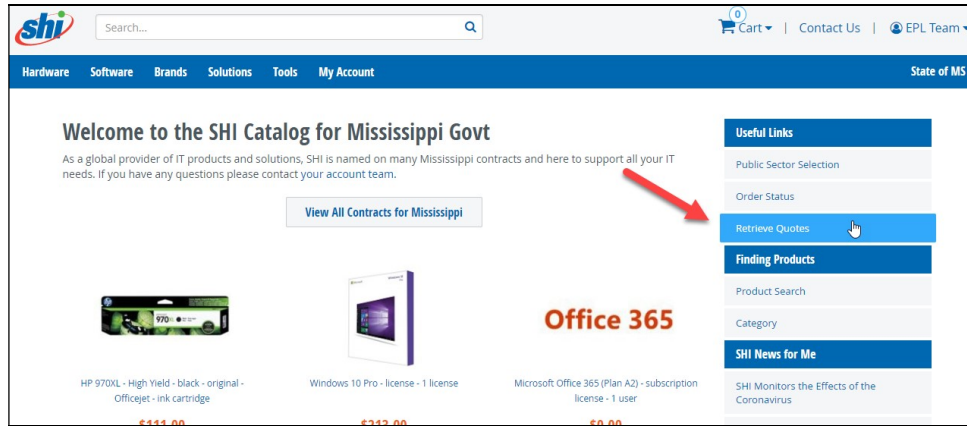 shi
Search...
(0)
Cart | Contact Us | EPL Team
Hardware Software Brands Solutions Tools My Account State of MS
Welcome to the SHI Catalog for Mississippi Govt
As a global provider of IT products and solutions, SHI is named on many Mississippi contracts and here to support all your IT
needs. If you have any questions please contact your account team.
View All Contracts for Mississippi
970XL
HP 970XL - High Yield - black - original -
Officejet - ink cartridge
$111.00
Windows 10 Pro - license - 1 license
$213.00
Office 365
Microsoft Office 365 (Plan A2) - subscription
license - 1 user
$0.00
Useful Links
Public Sector Selection
Order Status
Retrieve Quotes
Finding Products
Product Search
Category
SHI News for Me
SHI Monitors the Effects of the
Coronavirus